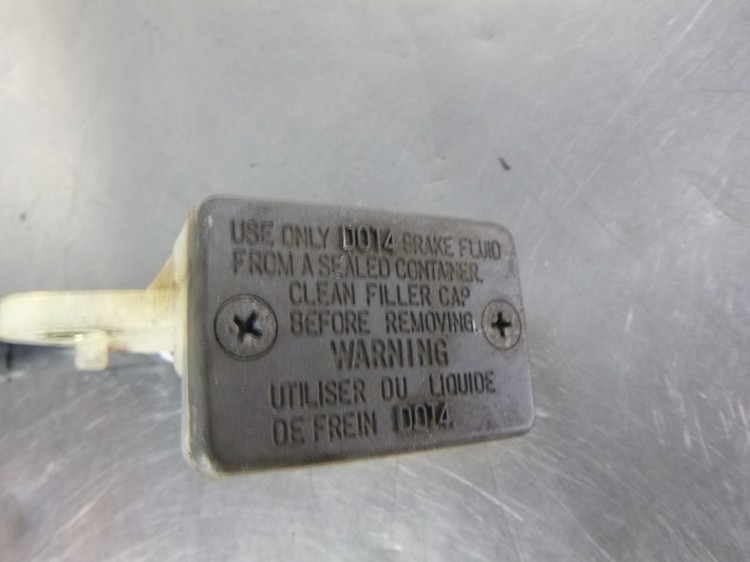 USE ONLY DOT4 BRAKE FLUID
FROM A SEALED CONTAINER.
CLEAN FILLER CAP
BEFORE REMOVING.
WARNING
UTILISER DU LIQUIDE
DE FREIN DOT4